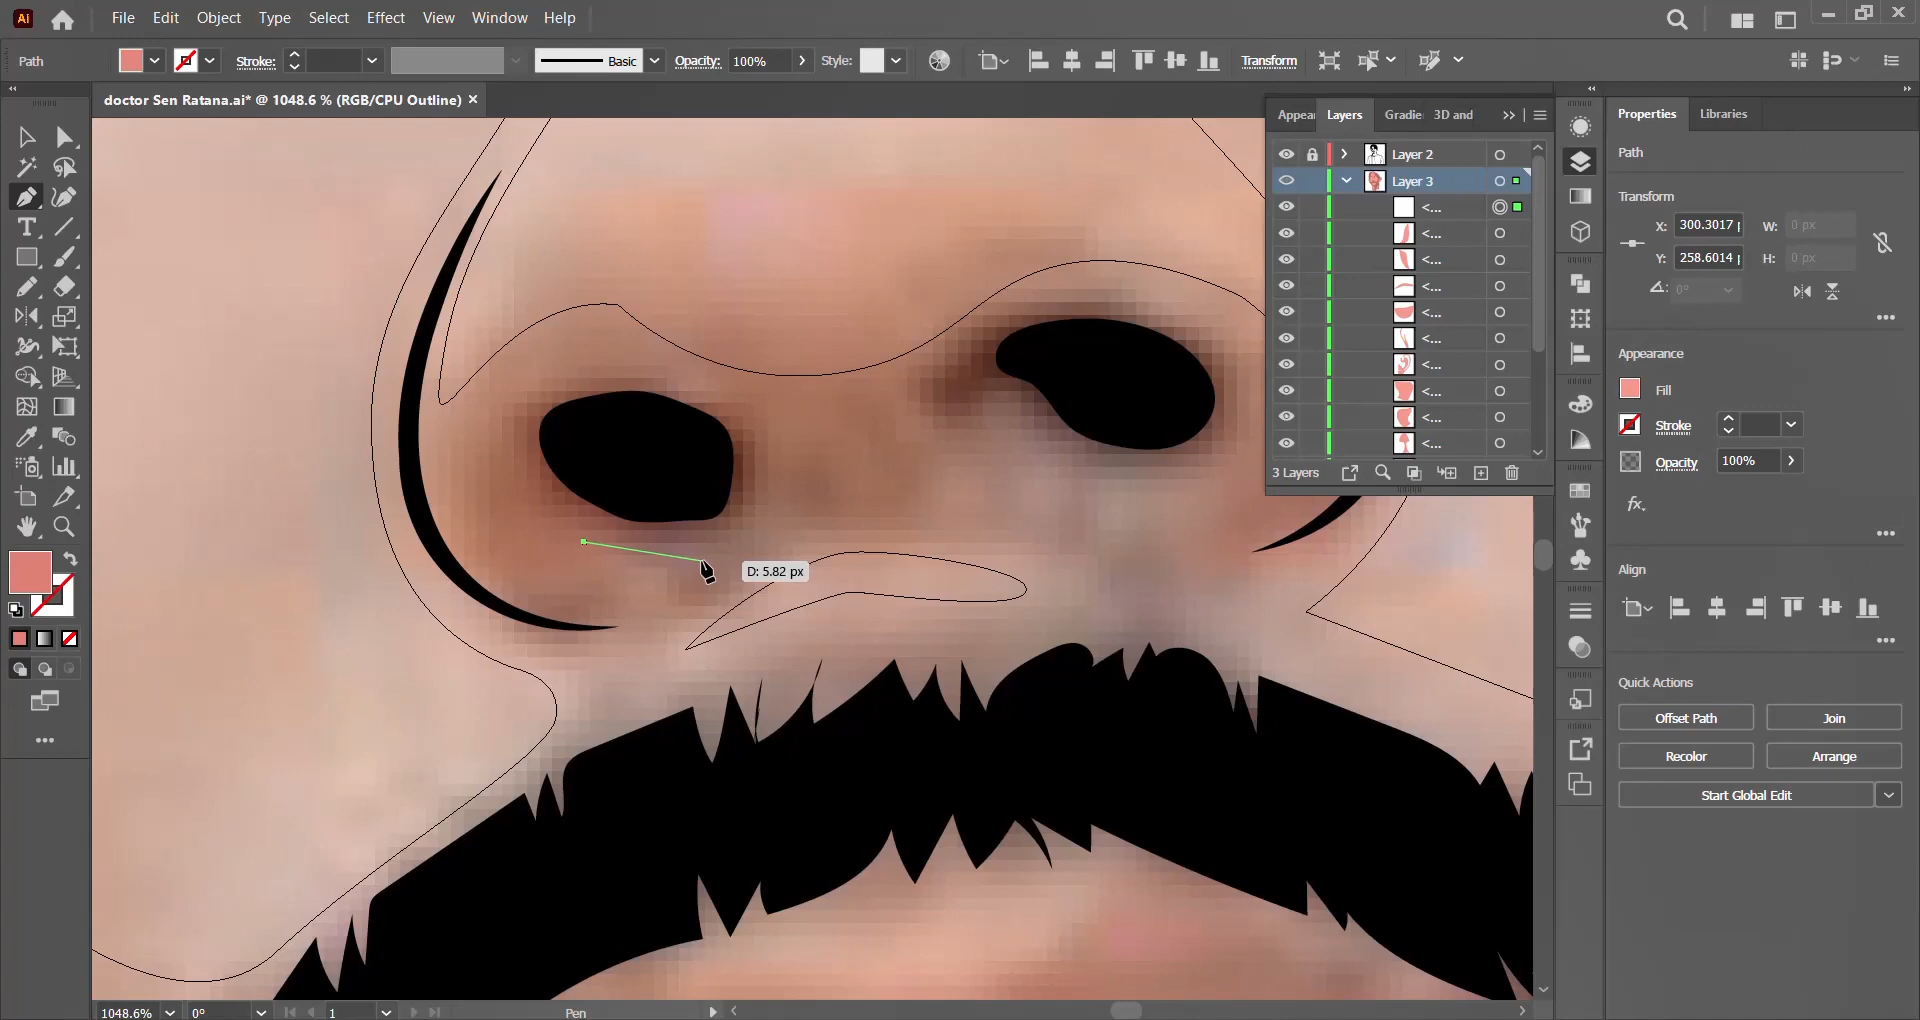 Ai File Edit Object Type Select Effect View Window Help
Path Stroke: Basic Opacity: 100% Style: Transform
doctor Sen Ratana.ai* @ 1048.6 % (RGB/CPU Outline) ×
Appear Layers Gradie 3D and
Layer 2
Layer 3
<...
<...
<...
<...
<...
<...
<...
<...
<...
<...
3 Layers
D: 5.82 px
Properties Libraries
Path
Transform
X: 300.3017 p W: 0 px
Y: 258.6014 p H: 0 px
0°
Appearance
Fill
Stroke
Opacity 100%
fx.
Align
Quick Actions
Offset Path Join
Recolor Arrange
Start Global Edit
1048.6% 0° 1 Pen